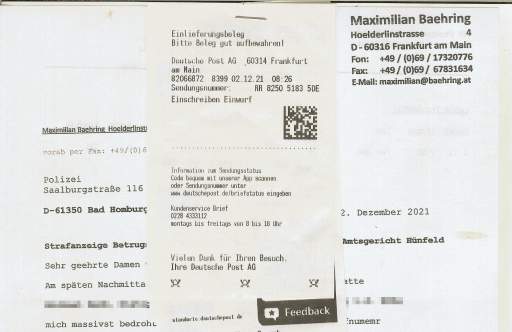 Einlieferungsbeleg
Bitte Beleg gut aufbewahren!
Deutsche Post AG 60314 Frankfurt
am Main
82066872 8399 02.12.21 08:26
Sendungsnummer: RR 8250 5183 5DE
Einschreiben Einwurf
Information zum Sendungsstatus
Code bequem mit unserer App scannen
oder Sendungsnummer unter
www.deutschepost.de/briefstatus eingeben
Kundenservice Brief
0228 4333112
montags bis freitags von 8 bis 18 Uhr
Vielen Dank für Ihren Besuch.
Ihre Deutsche Post AG
standorte.deutschepost.de
Feedback
Maximilian Baehring
Hoelderlinstrasse 4
D - 60316 Frankfurt am Main
Fon: +49 / (0)69 / 17320776
Fax: +49 / (0)69 / 67831634
E-Mail: maximilian@baehring.at
Maximilian Baehring Hoelderlinst
vorab per Fax: +49/(0)6
Polizei
Saalburgstraße 116
D-61350 Bad Homburg
2. Dezember 2021
Strafanzeige Betrug
Amtsgericht Hünfeld
Sehr geehrte Damen
Am späten Nachmitta
atte
mich massivst bedroh